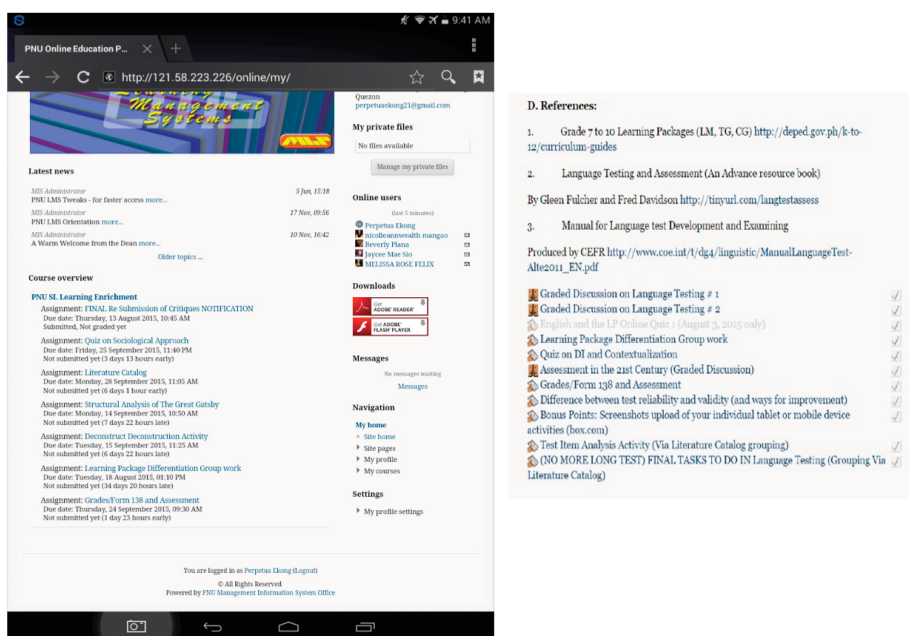 9:41 AM
PNU Online Education P...
http://121.58.223.226/online/my/
Learning
Management
Systems
Latest news
MIS Administrator
5 Jun, 15:18
PNU LMS Tweaks - for faster access more...
MIS Administrator
17 Nov, 09:56
PNU LMS Orientation more...
MIS Administrator
10 Nov, 16:42
A Warm Welcome from the Dean more...
Older topics ...
Course overview
PNU SL Learning Enrichment
Assignment: FINAL Re Submission of Critiques NOTIFICATION
Due date: Thursday, 13 August 2015, 10:45 AM
Submitted, Not graded yet
Assignment: Quiz on Sociological Approach
Due date: Friday, 25 September 2015, 11:40 PM
Not submitted yet (3 days 13 hours early)
Assignment: Literature Catalog
Due date: Monday, 28 September 2015, 11:05 AM
Not submitted yet (6 days 1 hour early)
Assignment: Structural Analysis of The Great Gatsby
Due date: Monday, 14 September 2015, 10:50 AM
Not submitted yet (7 days 22 hours late)
Assignment: Deconstruct Deconstruction Activity
Due date: Tuesday, 15 September 2015, 11:25 AM
Not submitted yet (6 days 22 hours late)
Assignment: Learning Package Differentiation Group work
Due date: Tuesday, 18 August 2015, 01:10 PM
Not submitted yet (34 days 20 hours late)
Assignment: Grades/Form 138 and Assessment
Due date: Thursday, 24 September 2015, 09:30 AM
Not submitted yet (1 day 23 hours early)
Quezon
perpetuaekong21@gmail.com
My private files
No files available
Manage my private files
Online users
(last 5 minutes)
Perpetua Ekong
nicolleannwealth mangao
Beverly Plana
Jaycee Mae Sio
MELISSA ROSE FELIX
Downloads
Get
ADOBE® READER®
Get ADOBE®
FLASH® PLAYER
Messages
No messages waiting
Messages
Navigation
My home
Site home
Site pages
My profile
My courses
Settings
My profile settings
You are logged in as Perpetua Ekong (Logout)
© All Rights Reserved
Powered by PNU Management Information System Office
D. References:
1. Grade 7 to 10 Learning Packages (LM, TG, CG) http://deped.gov.ph/k-to-
12/curriculum-guides
2. Language Testing and Assessment (An Advance resource book)
By Gleen Fulcher and Fred Davidson http://tinyurl.com/langtestassess
3. Manual for Language test Development and Examining
Produced by CEFR http://www.coe.int/t/dg4/linguistic/ManualLanguageTest-
Alte2011_EN.pdf
Graded Discussion on Language Testing # 1
Graded Discussion on Language Testing # 2
English and the LP Online Quiz 1 (August 3, 2015 only)
Learning Package Differentiation Group work
Quiz on DI and Contextualization
Assessment in the 21st Century (Graded Discussion)
Grades/Form 138 and Assessment
Difference between test reliability and validity (and ways for improvement)
Bonus Points: Screenshots upload of your individual tablet or mobile device
activities (box.com)
Test Item Analysis Activity (Via Literature Catalog grouping)
(NO MORE LONG TEST) FINAL TASKS TO DO IN Language Testing (Grouping Via
Literature Catalog)